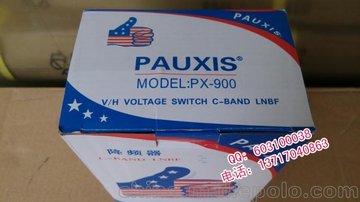 PAUXIS®
PAUXIS®
MODEL:PX-900
V/H VOLTAGE SWITCH C-BAND LNBF
QQ: 603100038
电话: 13717040863
降频器
C-BAND LNBF